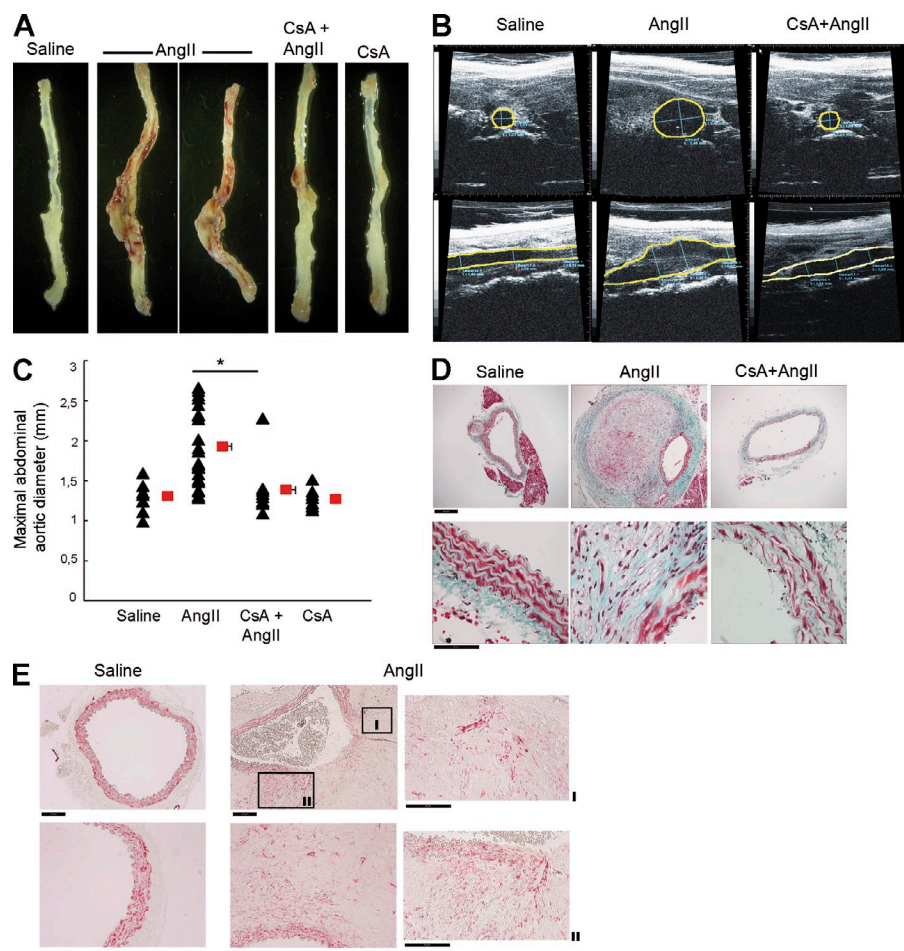 A
Saline
AngII
CsA +
AngII
CsA
B
Saline
AngII
CsA+AngII
C
Maximal abdominal
aortic diameter (mm)
3
2,5
2
1.5
1
0,5
0
*
Saline
AngII
CsA +
AngII
CsA
D
Saline
AngII
CsA+AngII
E
Saline
AngII
I
II
I
II